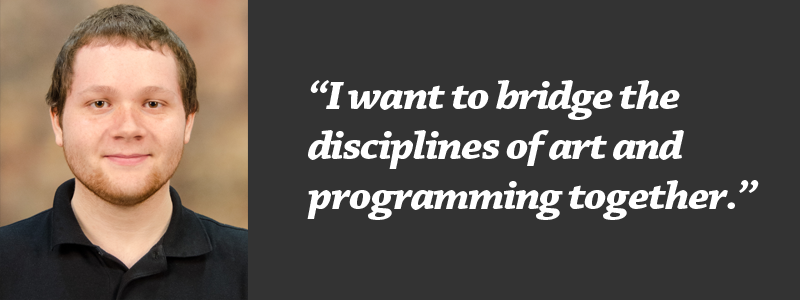 “I want to bridge the
disciplines of art and
programming together.”